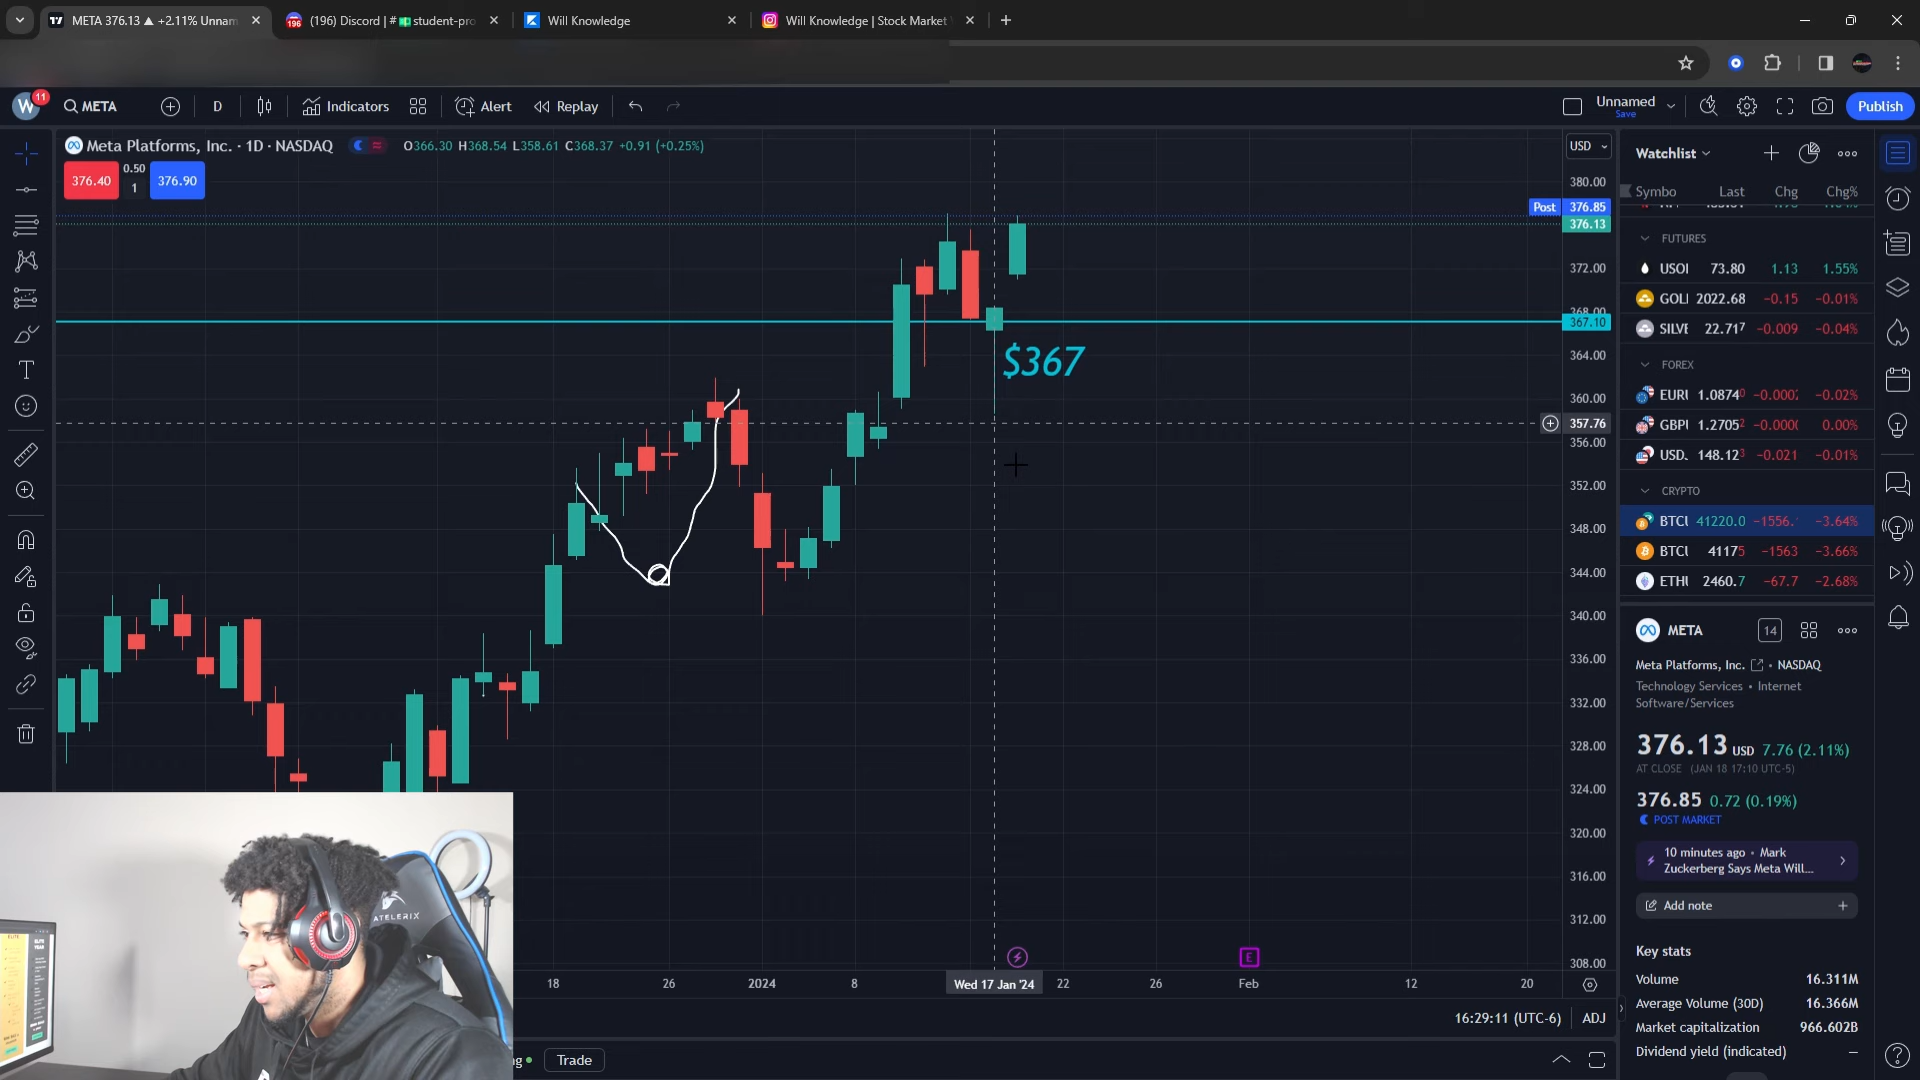 META 376.13 ▲ +2.11% Unnam
(196) Discord | # student-pro
Will Knowledge
Will Knowledge | Stock Market
W
11
META
D
Indicators
Alert
Replay
Unnamed
Save
Publish
Meta Platforms, Inc. · 1D · NASDAQ
O366.30 H368.54 L358.61 C368.37 +0.91 (+0.25%)
376.40
0.50
1
376.90
$367
USD
380.00
Post 376.85
376.13
372.00
368.00
367.10
364.00
360.00
357.76
356.00
352.00
348.00
344.00
340.00
336.00
332.00
328.00
324.00
320.00
316.00
312.00
308.00
E
18
26
2024
8
Wed 17 Jan '24
22
26
Feb
12
20
16:29:11 (UTC-6)
ADJ
Trade
ATELERIX
Watchlist
Symbo Last Chg Chg%
FUTURES
USOI 73.80 1.13 1.55%
GOLI 2022.68 −0.15 −0.01%
SILVE 22.717 −0.009 −0.04%
FOREX
EURI 1.08740 −0.0002 −0.02%
GBPI 1.27052 −0.0000 0.00%
USD. 148.123 −0.021 −0.01%
CRYPTO
BTCI 41220.0 −1556. −3.64%
BTCI 41175 −1563 −3.66%
ETHI 2460.7 −67.7 −2.68%
META
14
Meta Platforms, Inc. • NASDAQ
Technology Services • Internet
Software/Services
376.13 USD 7.76 (2.11%)
AT CLOSE (JAN 18 17:10 UTC-5)
376.85 0.72 (0.19%)
POST MARKET
10 minutes ago • Mark
Zuckerberg Says Meta Will...
Add note
Key stats
Volume 16.311M
Average Volume (30D) 16.366M
Market capitalization 966.602B
Dividend yield (indicated) —